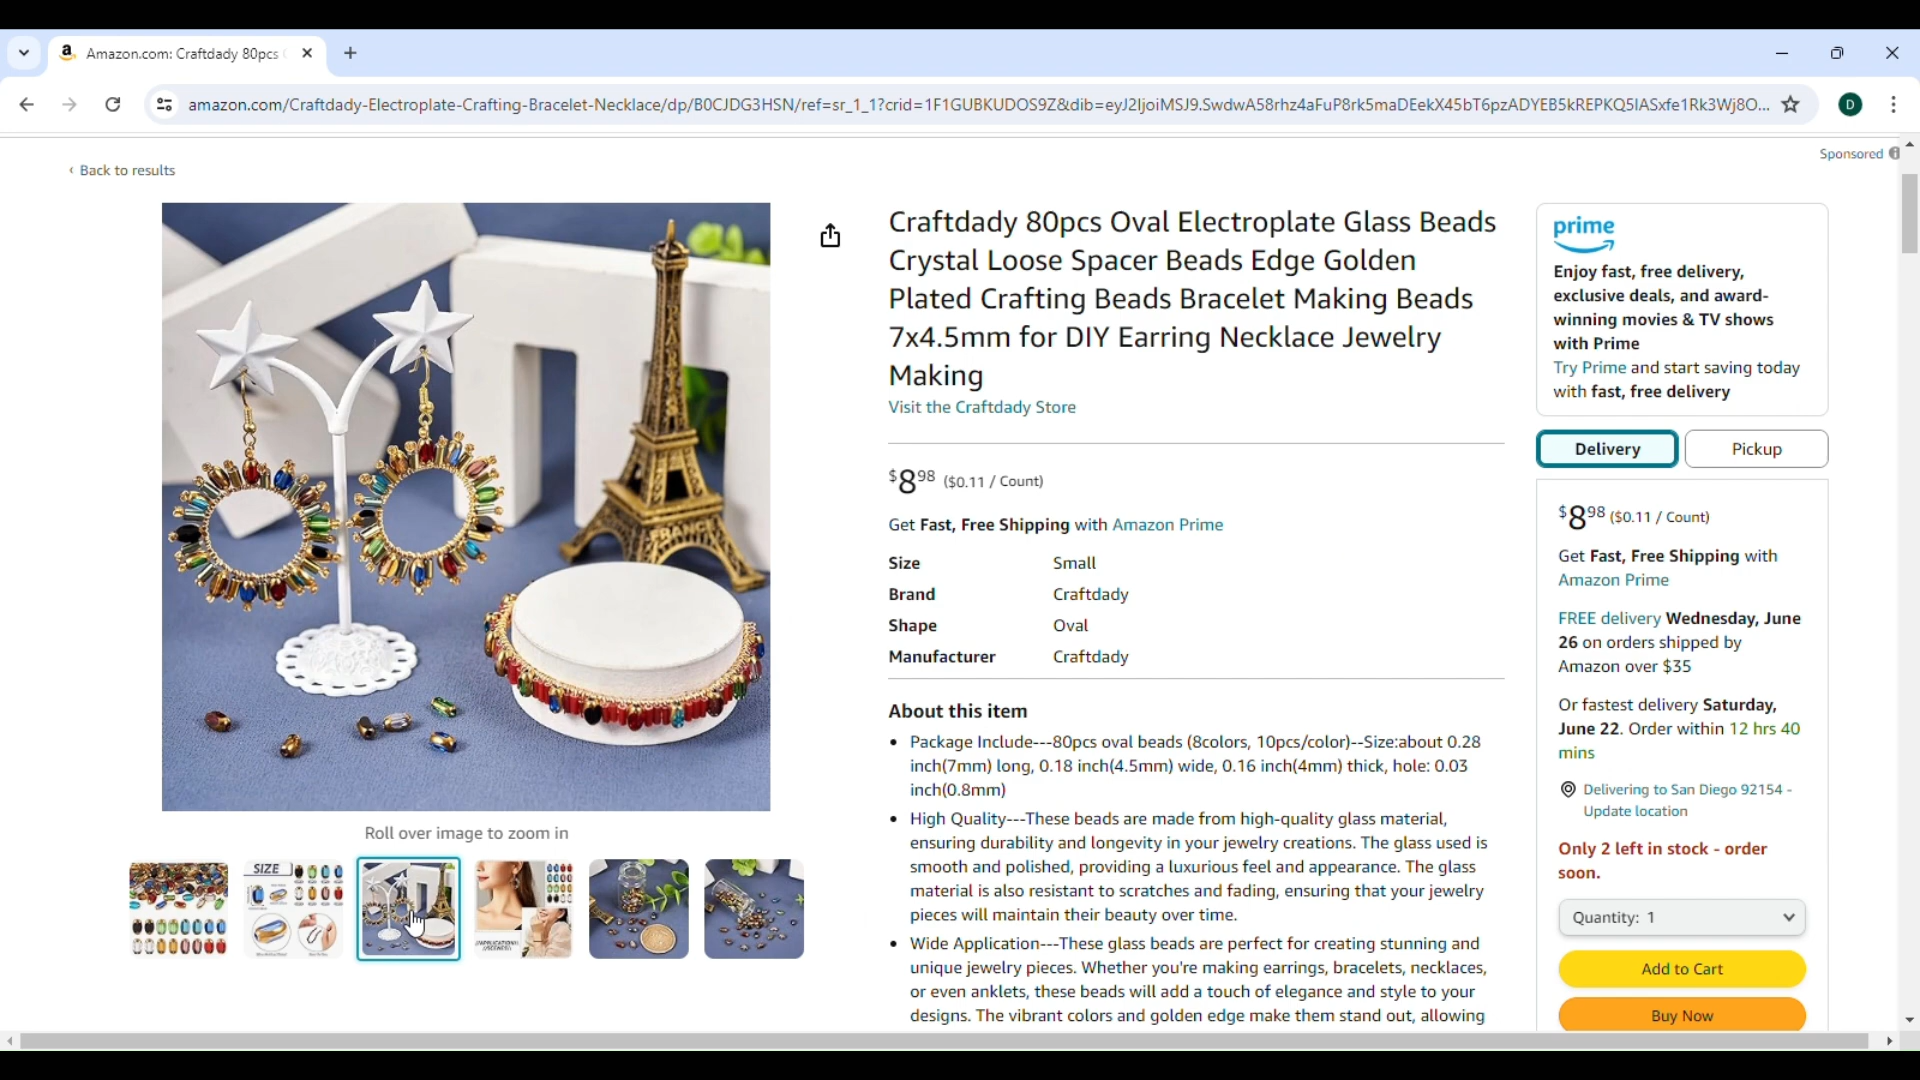 Amazon.com: Craftdady 80pcs
amazon.com/Craftdady-Electroplate-Crafting-Bracelet-Necklace/dp/B0CJDG3HSN/ref=sr_1_1?crid=1F1GUBKUDOS9Z&dib=eyJ2IjoiMSJ9.SwdwA58rhz4aFuP8rk5maDEekX45bT6pzADYEB5kREPKQ5IASxfe1Rk3Wj8O...
D
Sponsored
‹ Back to results
Craftdady 80pcs Oval Electroplate Glass Beads
Crystal Loose Spacer Beads Edge Golden
Plated Crafting Beads Bracelet Making Beads
7x4.5mm for DIY Earring Necklace Jewelry
Making
Visit the Craftdady Store
$898 ($0.11 / Count)
Get Fast, Free Shipping with Amazon Prime
Size Small
Brand Craftdady
Shape Oval
Manufacturer Craftdady
About this item
• Package Include---80pcs oval beads (8colors, 10pcs/color)--Size:about 0.28
inch(7mm) long, 0.18 inch(4.5mm) wide, 0.16 inch(4mm) thick, hole: 0.03
inch(0.8mm)
• High Quality---These beads are made from high-quality glass material,
ensuring durability and longevity in your jewelry creations. The glass used is
smooth and polished, providing a luxurious feel and appearance. The glass
material is also resistant to scratches and fading, ensuring that your jewelry
pieces will maintain their beauty over time.
• Wide Application---These glass beads are perfect for creating stunning and
unique jewelry pieces. Whether you're making earrings, bracelets, necklaces,
or even anklets, these beads will add a touch of elegance and style to your
designs. The vibrant colors and golden edge make them stand out, allowing
PARIS
FRANCE
Roll over image to zoom in
SIZE
prime
Enjoy fast, free delivery,
exclusive deals, and award-
winning movies & TV shows
with Prime
Try Prime and start saving today
with fast, free delivery
Delivery
Pickup
$898 ($0.11 / Count)
Get Fast, Free Shipping with
Amazon Prime
FREE delivery Wednesday, June
26 on orders shipped by
Amazon over $35
Or fastest delivery Saturday,
June 22. Order within 12 hrs 40
mins
Delivering to San Diego 92154 -
Update location
Only 2 left in stock - order
soon.
Quantity: 1
Add to Cart
Buy Now